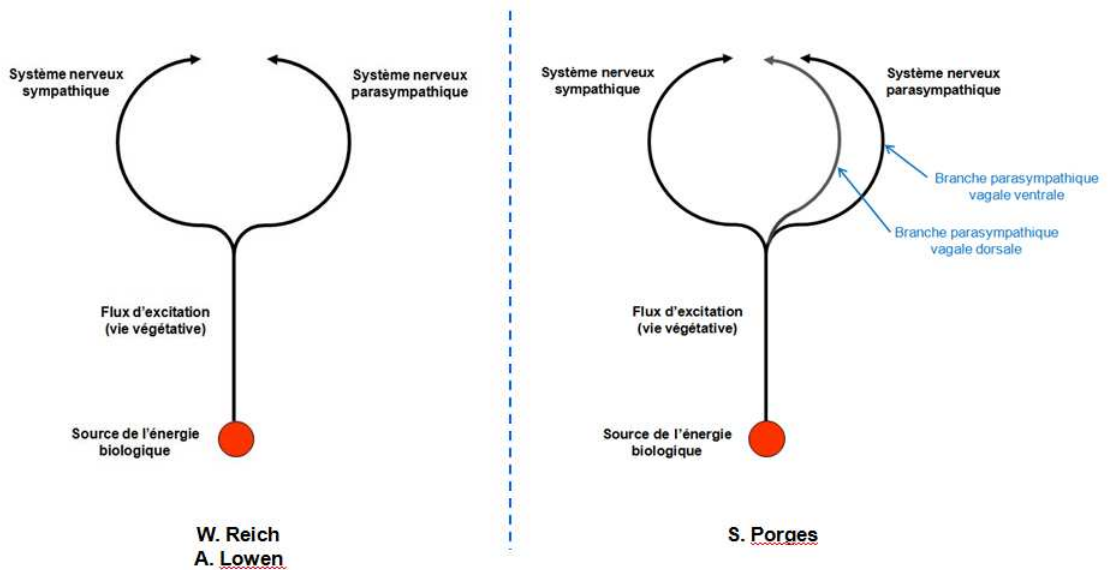 Système nerveux
sympathique
Système nerveux
parasympathique
Flux d'excitation
(vie végétative)
Source de l'énergie
biologique
W. Reich
A. Lowen
Système nerveux
sympathique
Système nerveux
parasympathique
Branche parasympathique
vagale ventrale
Branche parasympathique
vagale dorsale
Flux d'excitation
(vie végétative)
Source de l'énergie
biologique
S. Porges